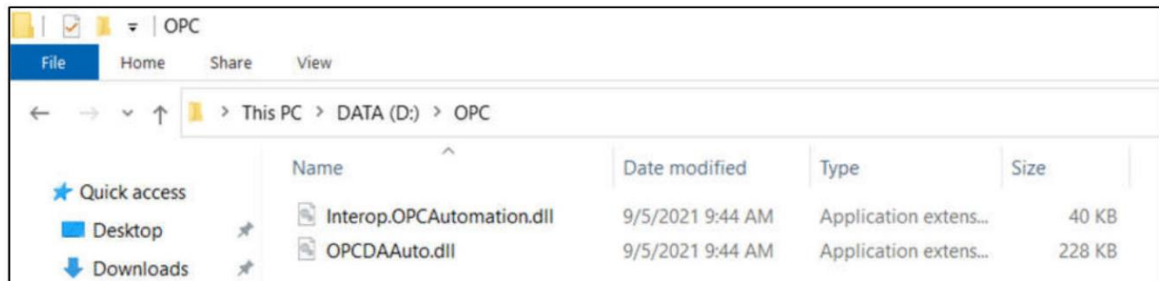 OPC
File Home Share View
This PC > DATA (D:) > OPC
Name Date modified Type Size
Quick access
Interop.OPCAutomation.dll 9/5/2021 9:44 AM Application extens... 40 KB
Desktop
OPCDAAuto.dll 9/5/2021 9:44 AM Application extens... 228 KB
Downloads